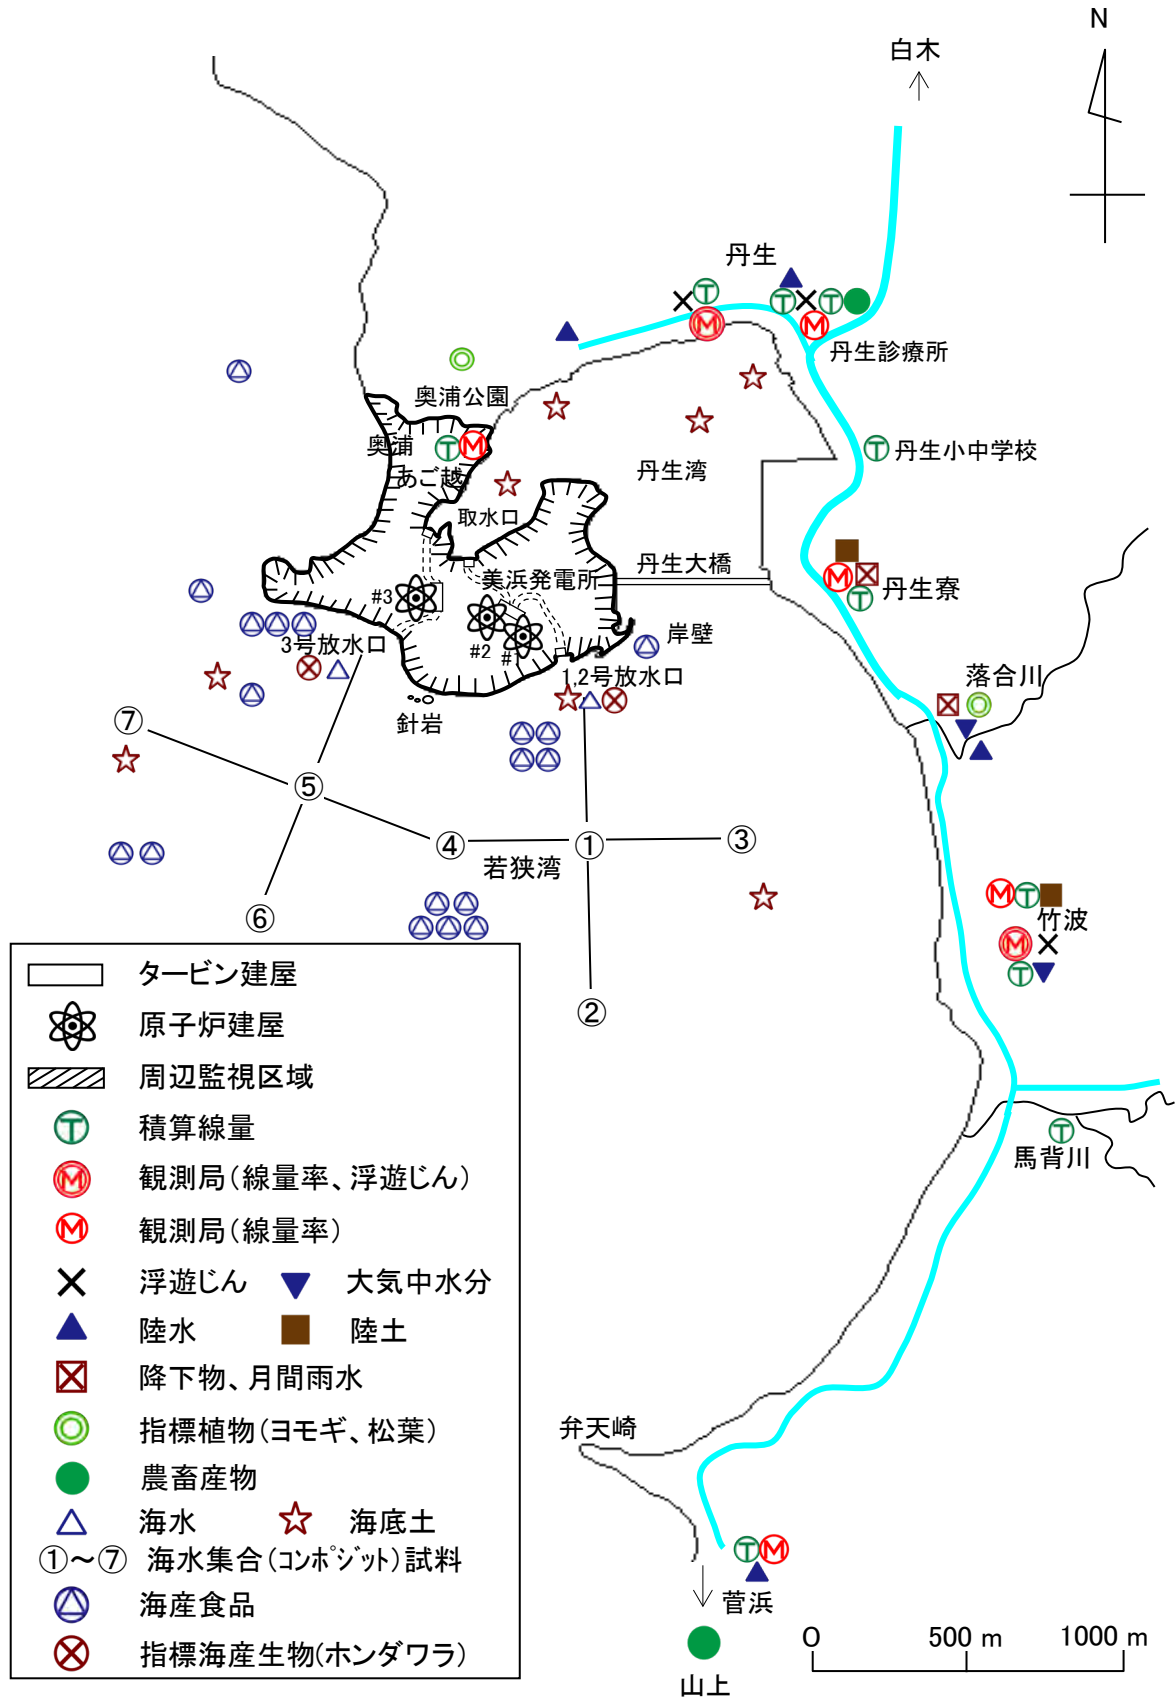 N
白木
丹生
丹生診療所
奥浦公園
奥浦
あご越
丹生小中学校
丹生湾
取水口
美浜発電所
丹生大橋
#3
#2
#1
丹生寮
3号放水口
岸壁
1,2号放水口
落合川
針岩
⑦
⑤
④
①
③
若狭湾
⑥
②
竹波
馬背川
弁天崎
菅浜
山上
タービン建屋
原子炉建屋
周辺監視区域
T 積算線量
M 観測局(線量率、浮遊じん)
M 観測局(線量率)
浮遊じん 大気中水分
陸水 陸土
降下物、月間雨水
指標植物(ヨモギ、松葉)
農畜産物
海水 海底土
①～⑦ 海水集合(ｺﾝﾎﾟｼﾞｯﾄ)試料
海産食品
指標海産生物(ホンダワラ)
O 500 m 1000 m